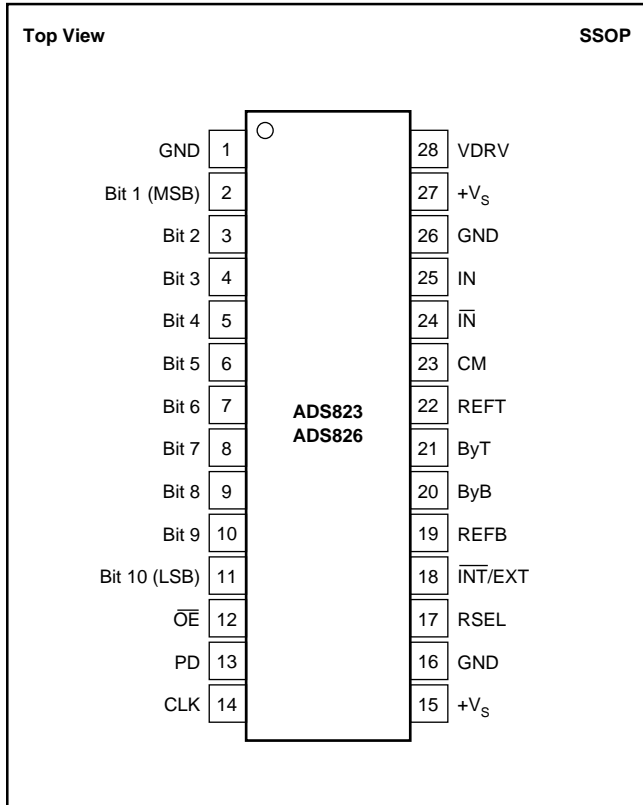 Top View SSOP
GND 1 28 VDRV
Bit 1 (MSB) 2 27 +VS
Bit 2 3 26 GND
Bit 3 4 25 IN
Bit 4 5 24 I̅N̅
Bit 5 6 23 CM
Bit 6 7 22 REFT
ADS823
ADS826
Bit 7 8 21 ByT
Bit 8 9 20 ByB
Bit 9 10 19 REFB
Bit 10 (LSB) 11 18 I̅N̅T̅/EXT
O̅E̅ 12 17 RSEL
PD 13 16 GND
CLK 14 15 +VS